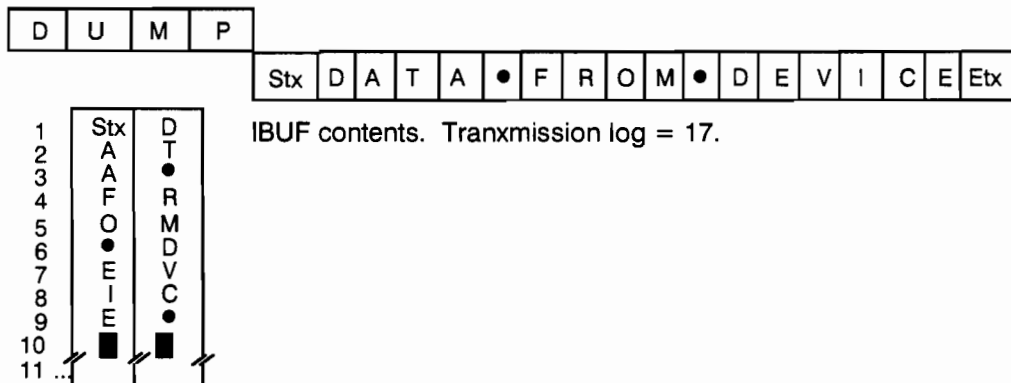 D U M P
Stx D A T A • F R O M • D E V I C E Etx
IBUF contents. Tranxmission log = 17.
1 Stx D
2 A T
3 A •
4 F R
5 O M
6 • D
7 E V
8 I C
9 E •
10 ■ ■
11 ...